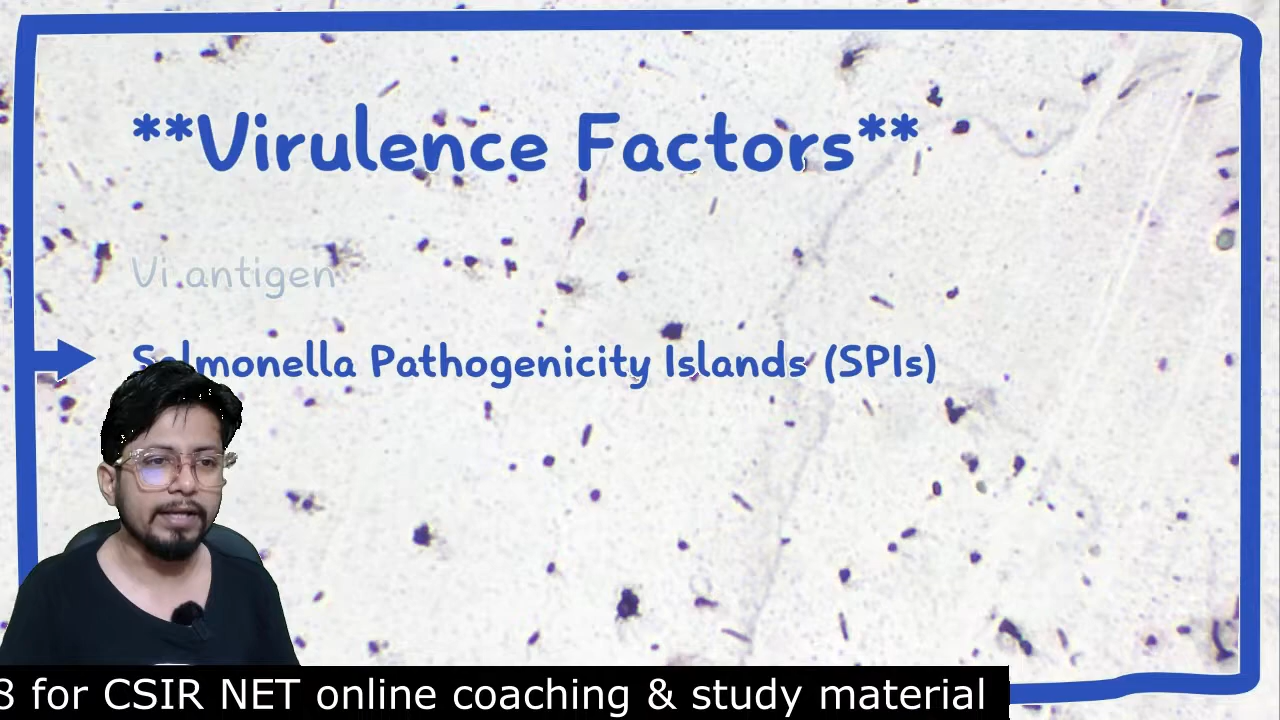 **Virulence Factors**
Vi antigen
Salmonella Pathogenicity Islands (SPIs)
8 for CSIR NET online coaching & study material